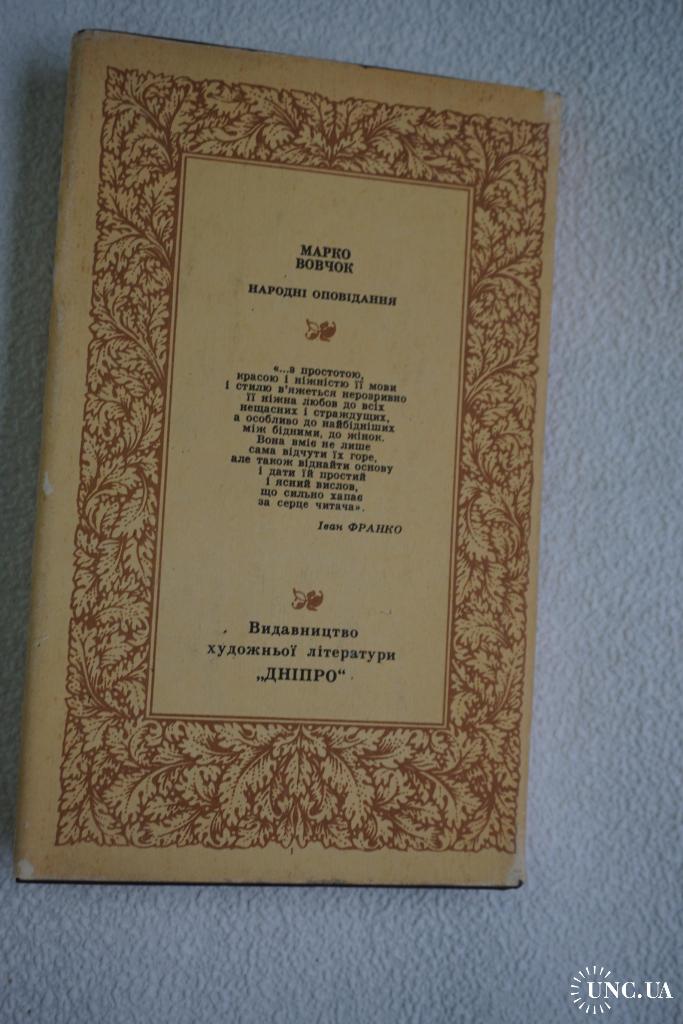 МАРКО
ВОВЧОК
НАРОДНІ ОПОВІДАННЯ
«...з простотою,
красою і ніжністю її мови
і стилю в'яжеться нерозривно
її ніжна любов до всіх
нещасних і страждущих,
а особливо до найбідніших
між бідними, до жінок.
Вона вміє не лише
сама відчути їх горе,
але також віднайти основу
і дати їй простий
і ясний вислов,
що сильно хапає
за серце читача».
Іван ФРАНКО
Видавництво
художньої літератури
„ДНІПРО“
UNC.UA